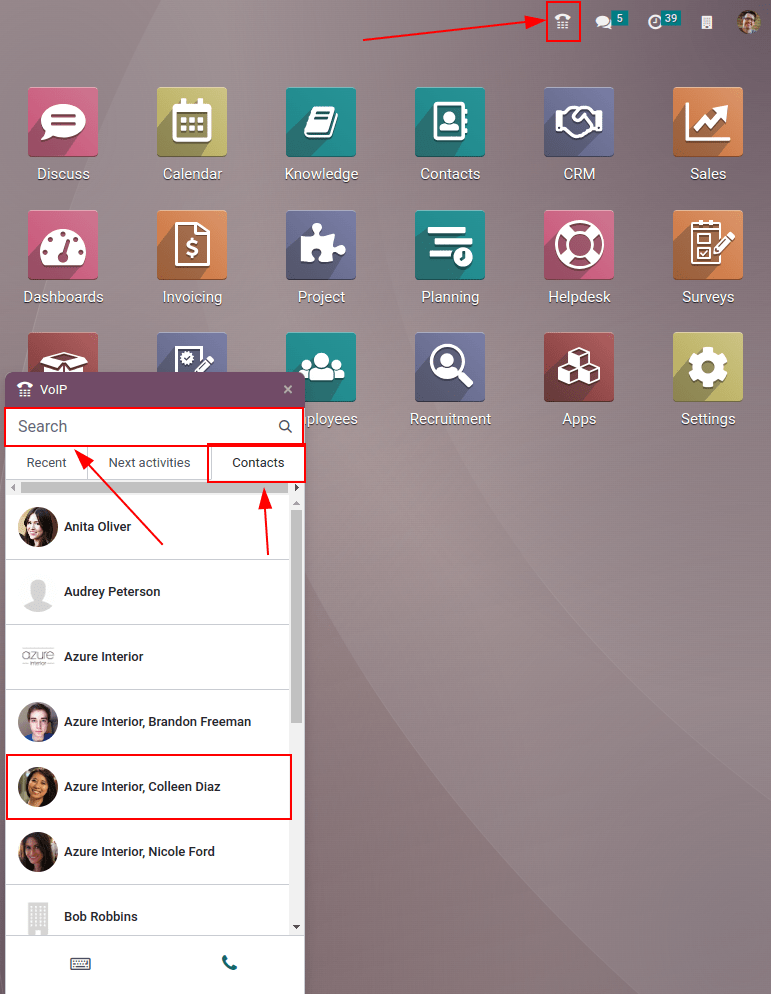 5
39
Discuss
Calendar
Knowledge
Contacts
CRM
Sales
Dashboards
Invoicing
Project
Planning
Helpdesk
Surveys
ployees
Recruitment
Apps
Settings
VoIP
×
Search
Recent
Next activities
Contacts
Anita Oliver
Audrey Peterson
azure
interior
Azure Interior
Azure Interior, Brandon Freeman
Azure Interior, Colleen Diaz
Azure Interior, Nicole Ford
Bob Robbins